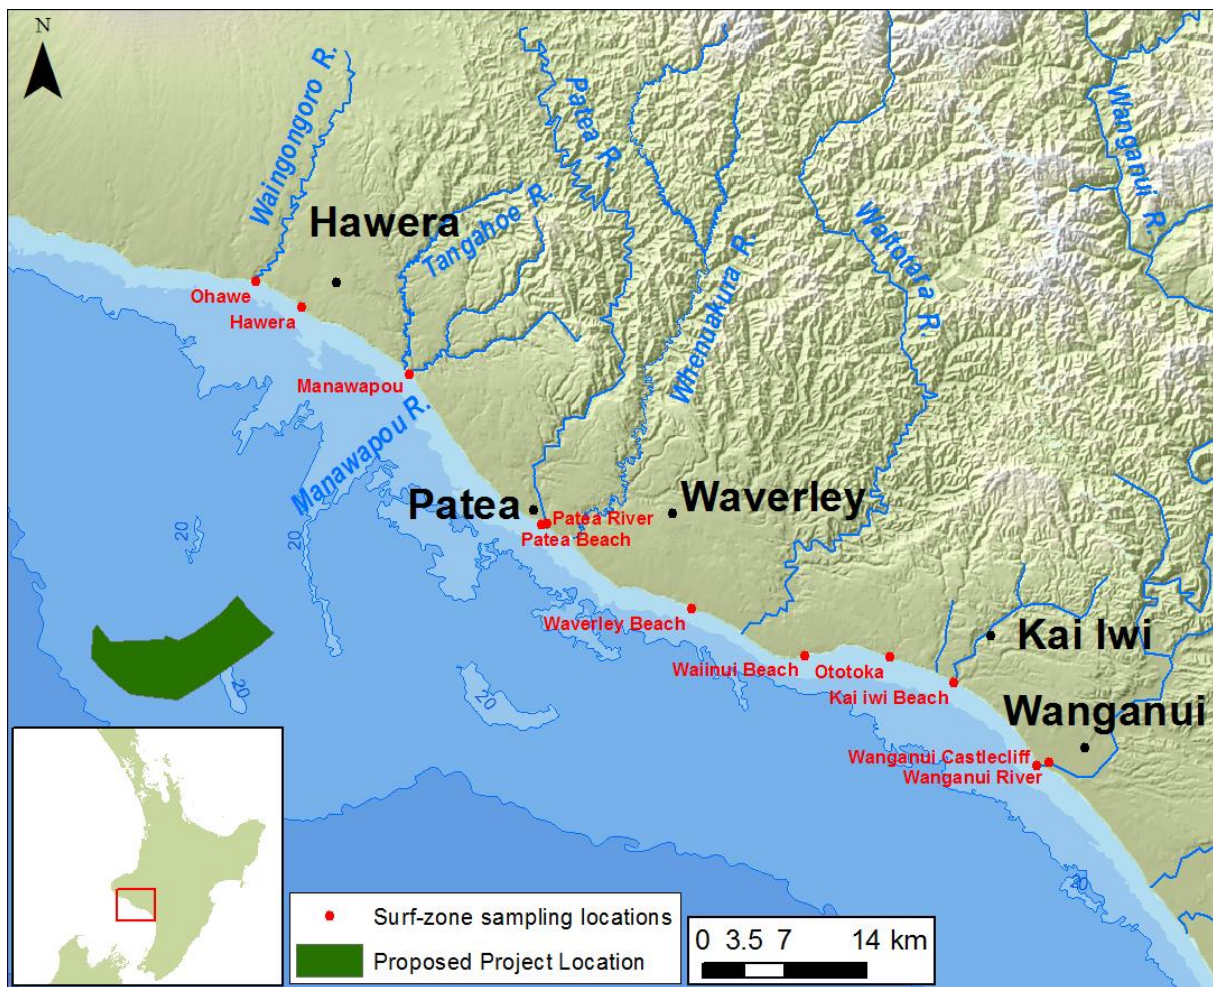 N
Waingongoro R.
Patea R.
Wanganui R.
Hawera
Tangahoe R.
Waitotara R.
Whenuakura R.
Ohawe
Hawera
Manawapou
Manawapou R.
Patea
Waverley
Patea River
Patea Beach
20
20
Waverley Beach
Waiinui Beach
Ototoka
Kai Iwi
Kai iwi Beach
20
20
Wanganui
Wanganui Castlecliff
Wanganui River
20
Surf-zone sampling locations
Proposed Project Location
0 3.5 7 14 km